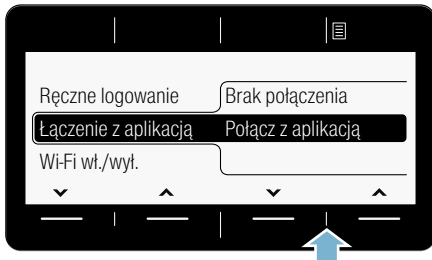 Ręczne logowanie
Brak połączenia
Łączenie z aplikacją
Połącz z aplikacją
Wi-Fi wł./wył.